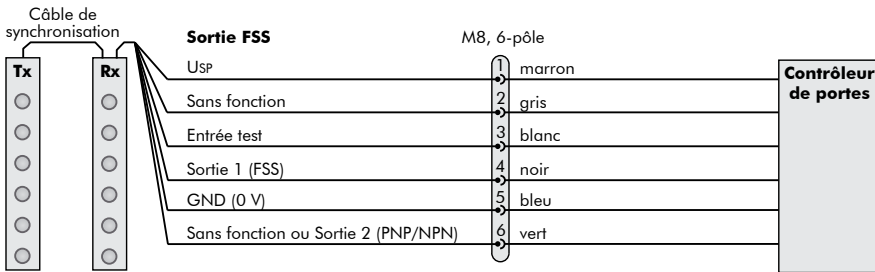 Câble de
synchronisation
Sortie FSS
M8, 6-pôle
Tx
Rx
USP
1
marron
Contrôleur
de portes
Sans fonction
2
gris
Entrée test
3
blanc
Sortie 1 (FSS)
4
noir
GND (0 V)
5
bleu
Sans fonction ou Sortie 2 (PNP/NPN)
6
vert